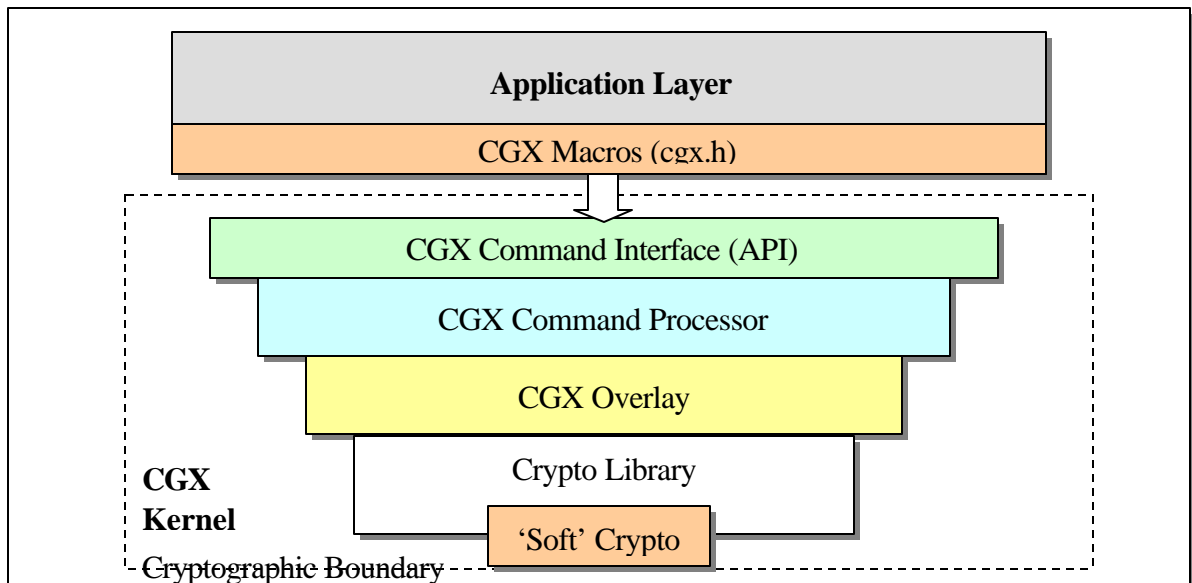 Application Layer
CGX Macros (cgx.h)
CGX Command Interface (API)
CGX Command Processor
CGX Overlay
Crypto Library
‘Soft’ Crypto
CGX
Kernel
Cryptographic Boundary